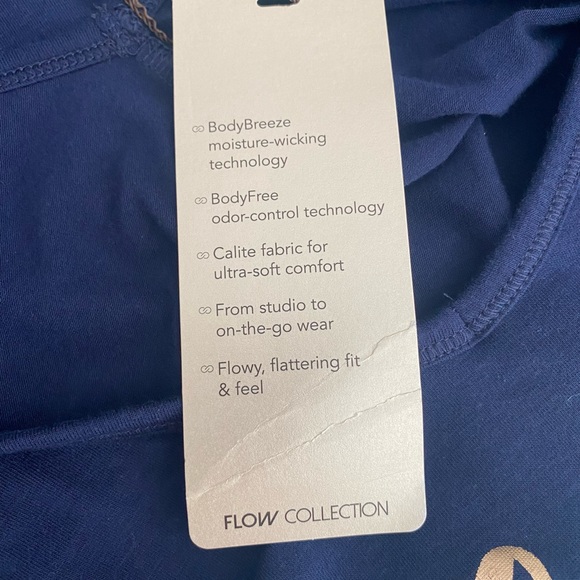 BodyBreeze
moisture-wicking
technology
BodyFree
odor-control technology
Calite fabric for
ultra-soft comfort
From studio to
on-the-go wear
Flowy, flattering fit
& feel
FLOW COLLECTION